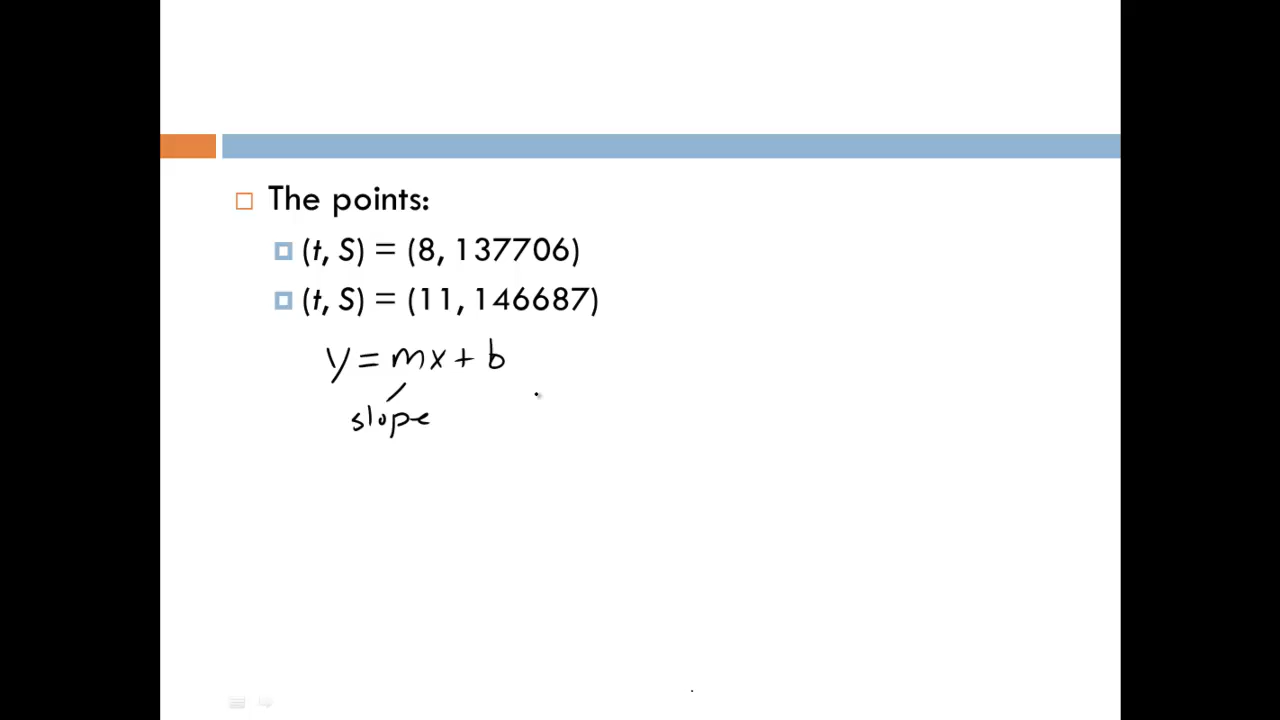 The points:
(t, S) = (8, 137706)
(t, S) = (11, 146687)
y = mx + b
slope